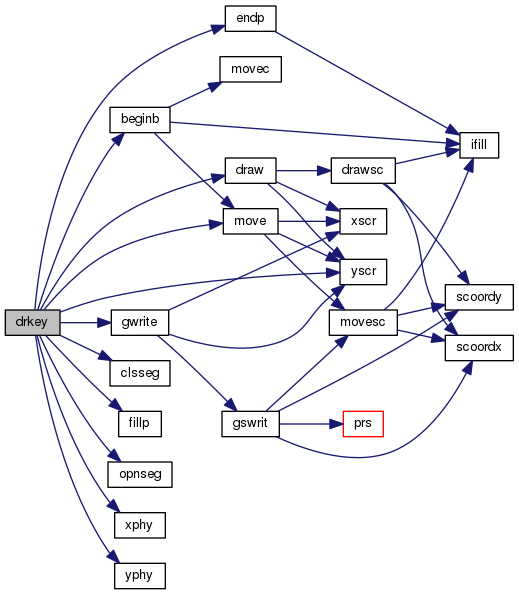 endp
movec
beginb
ifill
draw
drawsc
move
xscr
yscr
scoordy
drkey
gwrite
movesc
scoordx
clsseg
fillp
gswrit
prs
opnseg
xphy
yphy